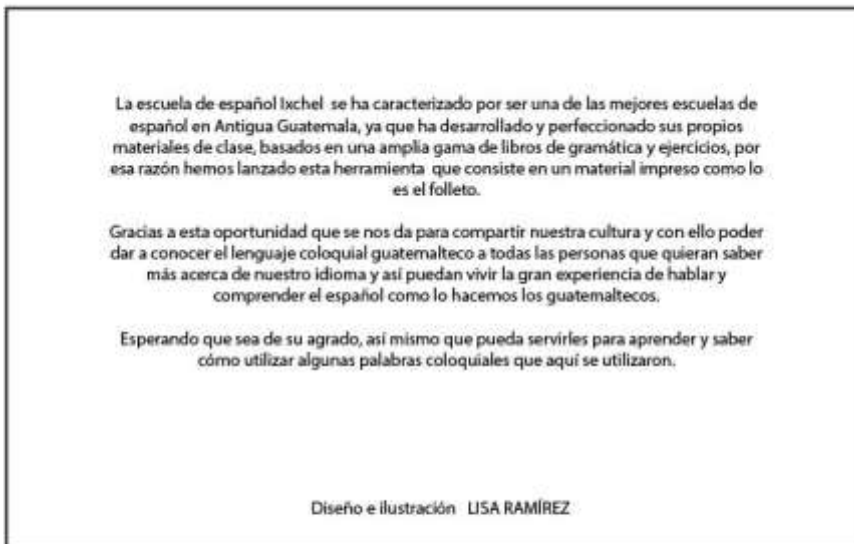 La escuela de español Ixchel se ha caracterizado por ser una de las mejores escuelas de
español en Antigua Guatemala, ya que ha desarrollado y perfeccionado sus propios
materiales de clase, basados en una amplia gama de libros de gramática y ejercicios, por
esa razón hemos lanzado esta herramienta que consiste en un material impreso como lo
es el folleto.
Gracias a esta oportunidad que se nos da para compartir nuestra cultura y con ello poder
dar a conocer el lenguaje coloquial guatemalteco a todas las personas que quieran saber
más acerca de nuestro idioma y así puedan vivir la gran experiencia de hablar y
comprender el español como lo hacemos los guatemaltecos.
Esperando que sea de su agrado, así mismo que pueda servirles para aprender y saber
cómo utilizar algunas palabras coloquiales que aquí se utilizaron.
Diseño e ilustración LISA RAMÍREZ